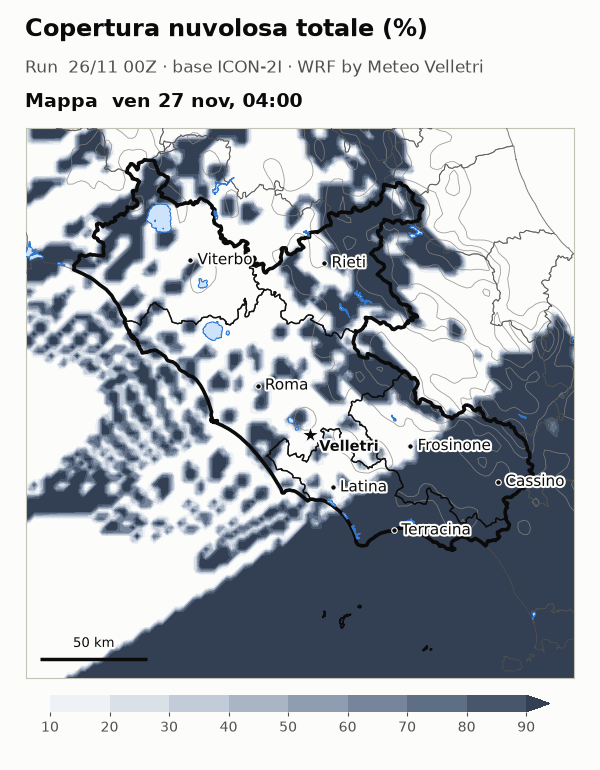 Copertura nuvolosa totale (%)
Run  26/11 00Z · base ICON-2I · WRF by Meteo Velletri
Mappa  ven 27 nov, 04:00
Viterbo
Rieti
Roma
Velletri
Frosinone
Cassino
Latina
Terracina
50 km
10 20 30 40 50 60 70 80 90